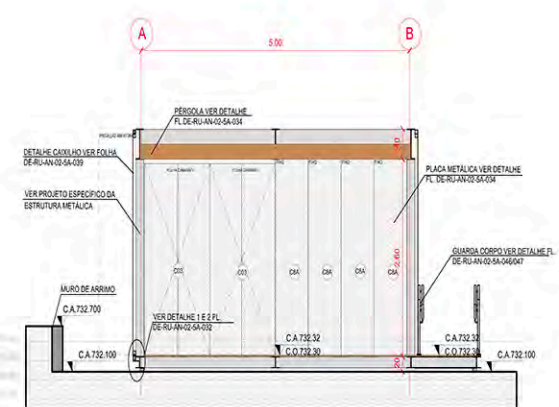 A
B
5.00
PÉRGOLA VER DETALHE
FL.DE-RU-AN-02-5A-034
DETALHE CAIXILHO VER FOLHA
DE-RU-AN-02-5A-039
VER PROJETO ESPECÍFICO DA
ESTRUTURA METÁLICA
PLACA METÁLICA VER DETALHE
FL. DE-RU-AN-02-5A-034
.40
2.60
GUARDA CORPO VER DETALHE FL.
DE-RU-AN-02-5A-046/047
C03
C03
C8A
C8A
C8A
C8A
MURO DE ARRIMO
C.A.732.700
VER DETALHE 1 E 2 FL.
DE-RU-AN-02-5A-032
C.A.732.100
C.A.732.32
C.O.732.30
C.A.732.32
C.O.732.30
.20
C.A.732.100